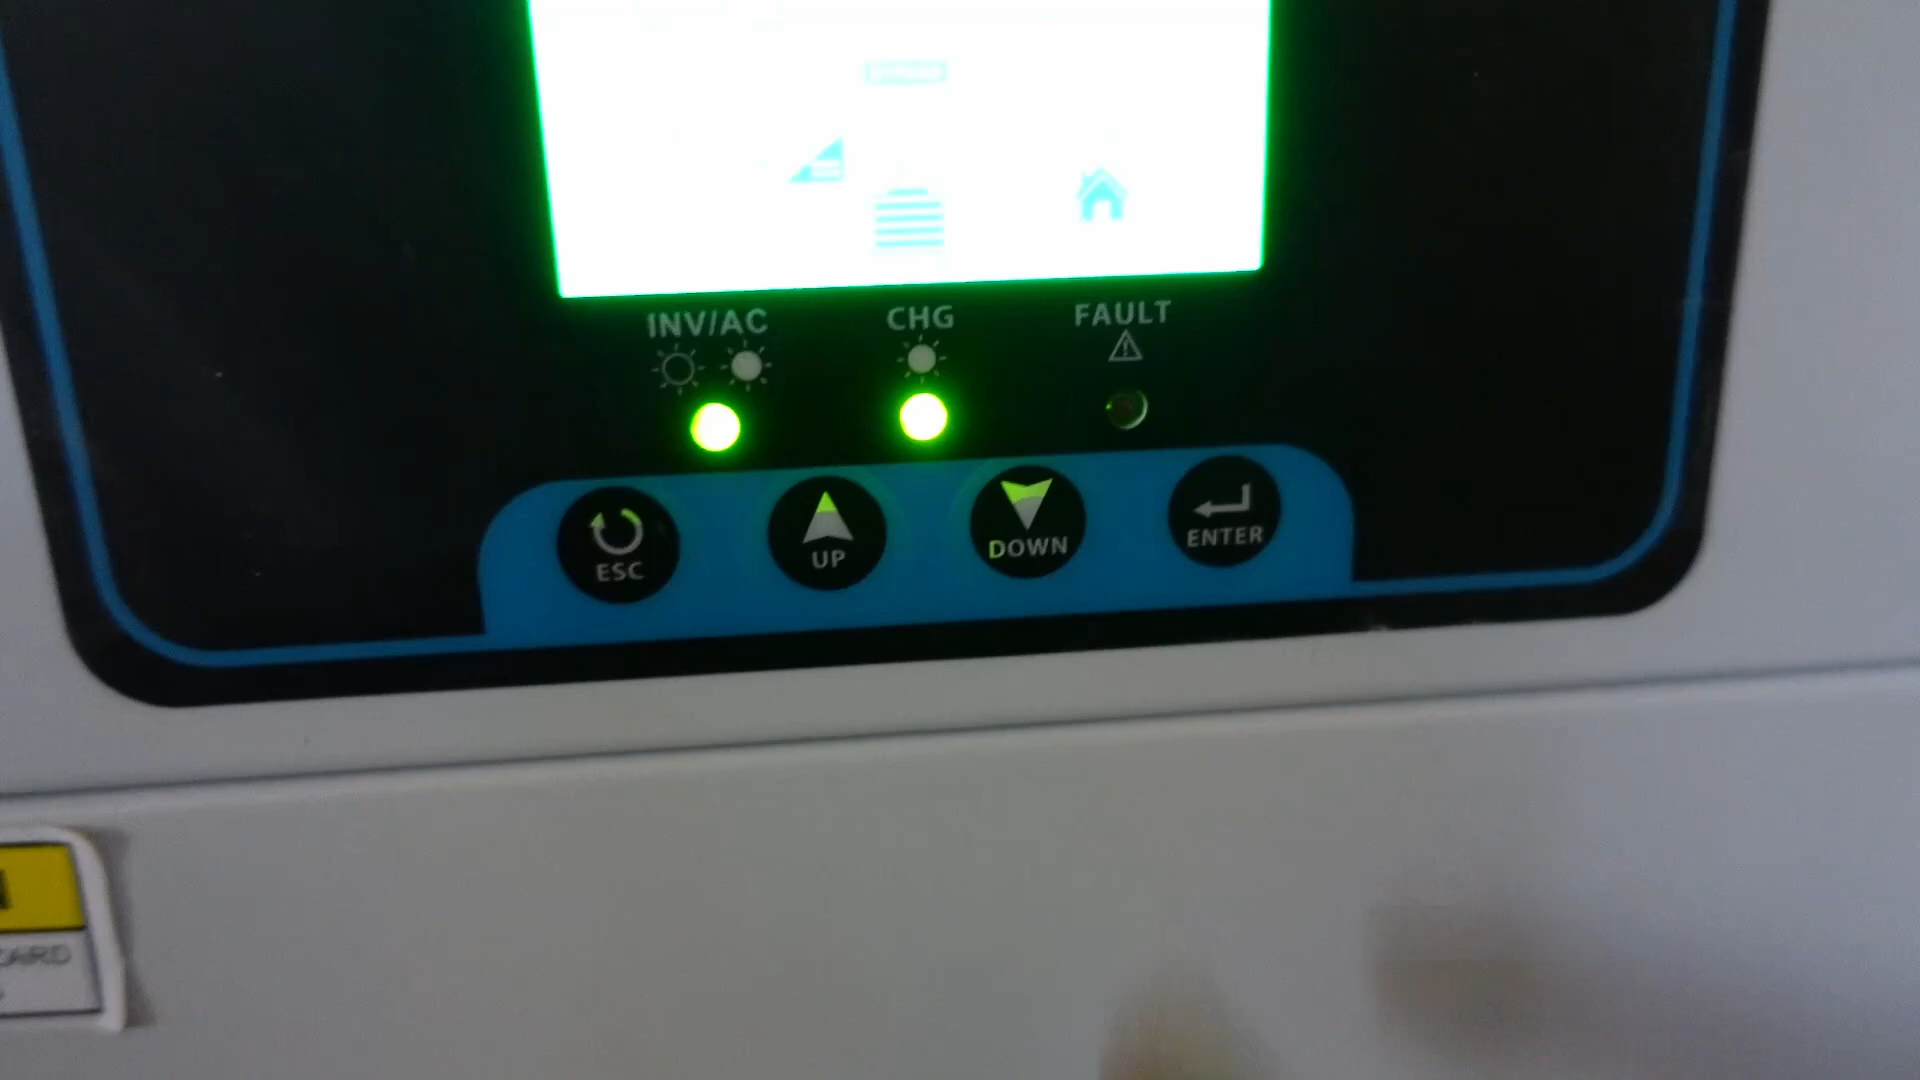 INV/AC
CHG
FAULT
ESC
UP
DOWN
ENTER